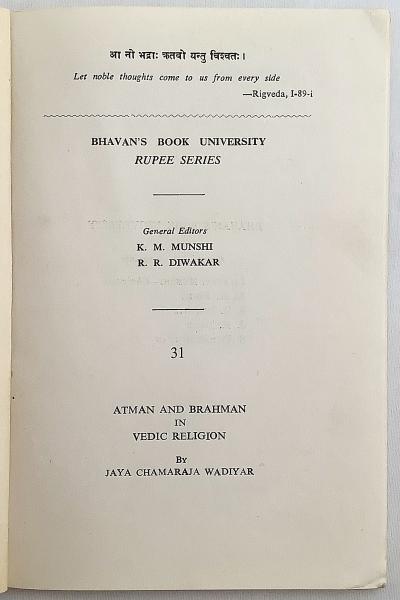 आ नो भद्राः क्रतवो यन्तु विश्वतः।
Let noble thoughts come to us from every side
—Rigveda, I-89-i
BHAVAN'S BOOK UNIVERSITY
RUPEE SERIES
General Editors
K. M. MUNSHI
R. R. DIWAKAR
31
ATMAN AND BRAHMAN
IN
VEDIC RELIGION
By
JAYA CHAMARAJA WADIYAR